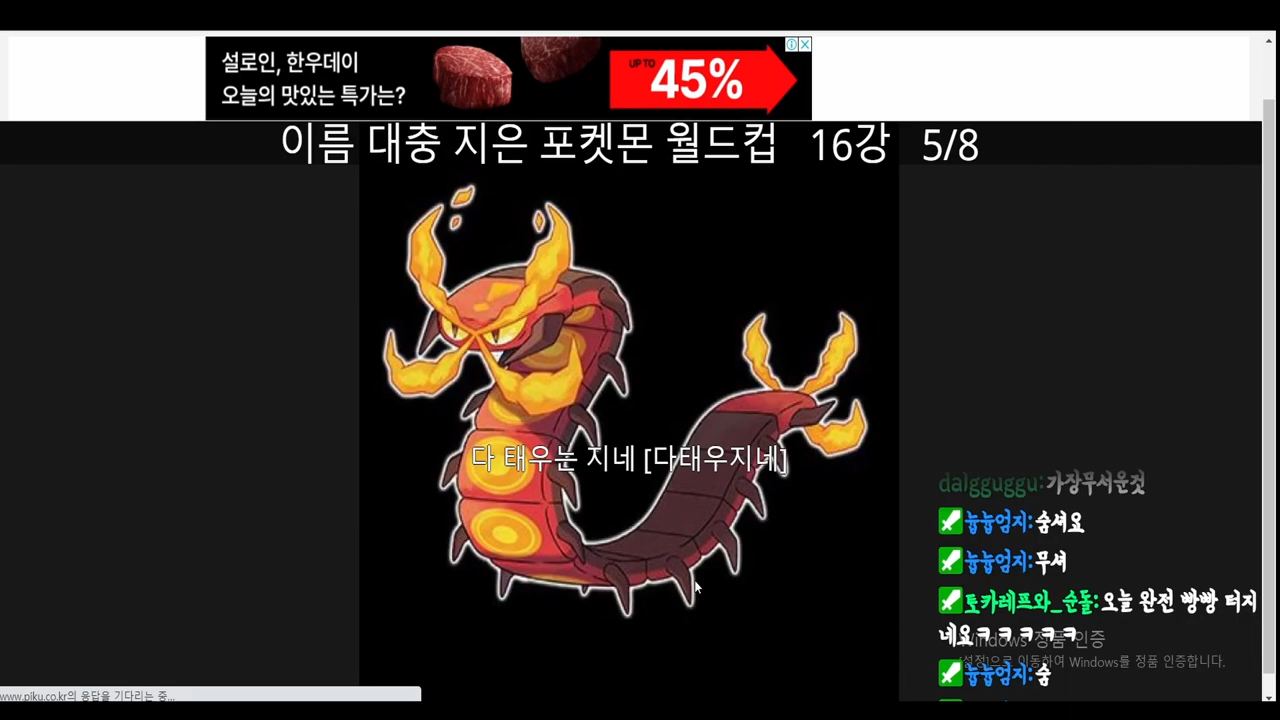 설로인, 한우데이
오늘의 맛있는 특가는?
UP TO
45%
이름 대충 지은 포켓몬 월드컵 16강 5/8
다 태우는 지네 [다태우지네]
dalgguggu:가장무서운것
늅늅엄지:숨셔요
늅늅엄지:무셔
토카레프와_순돌:오늘 완전 빵빵 터지
네요ㅋㅋㅋㅋㅋ
Windows 정품 인증
[설정]으로 이동하여 Windows를 정품 인증합니다.
늅늅엄지:숨
www.piku.co.kr의 응답을 기다리는 중...